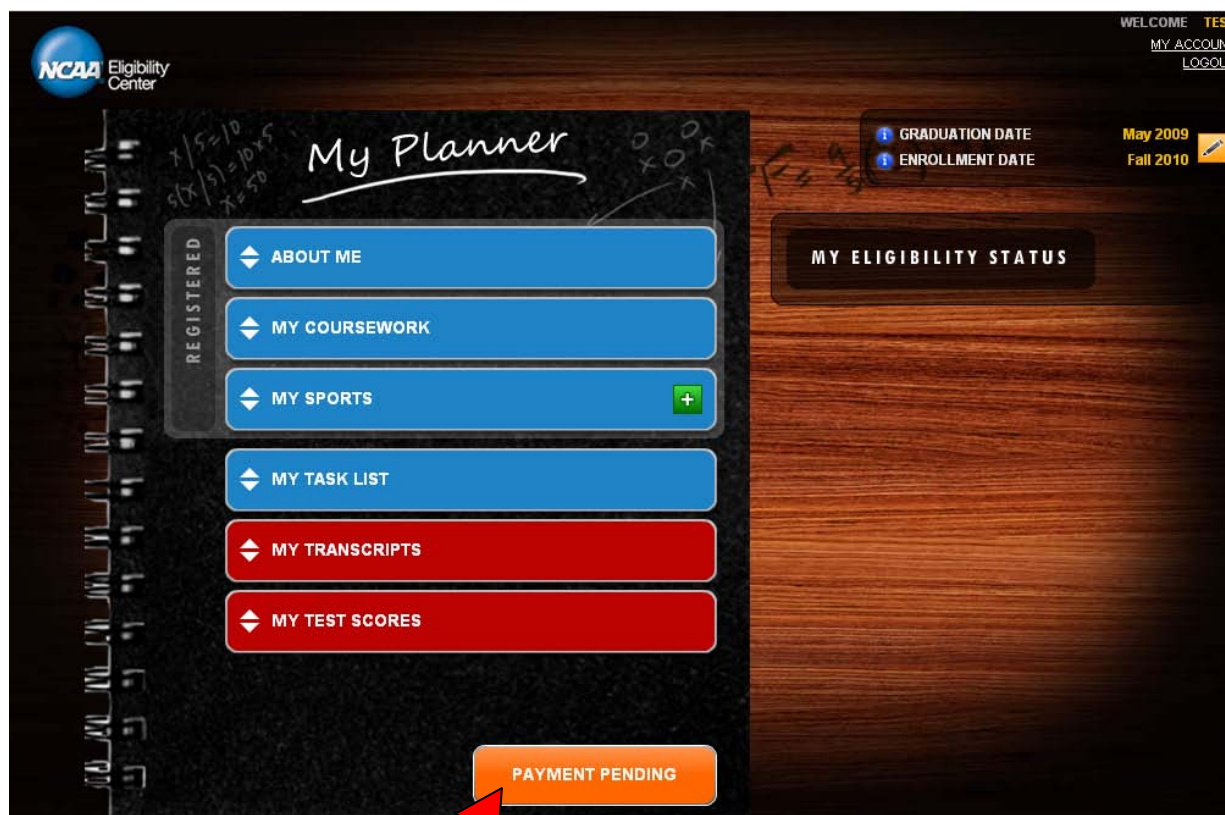 WELCOME TES
MY ACCOUN
LOGOU
NCAA Eligibility
Center
My Planner
GRADUATION DATE May 2009
ENROLLMENT DATE Fall 2010
REGISTERED
ABOUT ME
MY COURSEWORK
MY SPORTS
MY TASK LIST
MY TRANSCRIPTS
MY TEST SCORES
MY ELIGIBILITY STATUS
PAYMENT PENDING